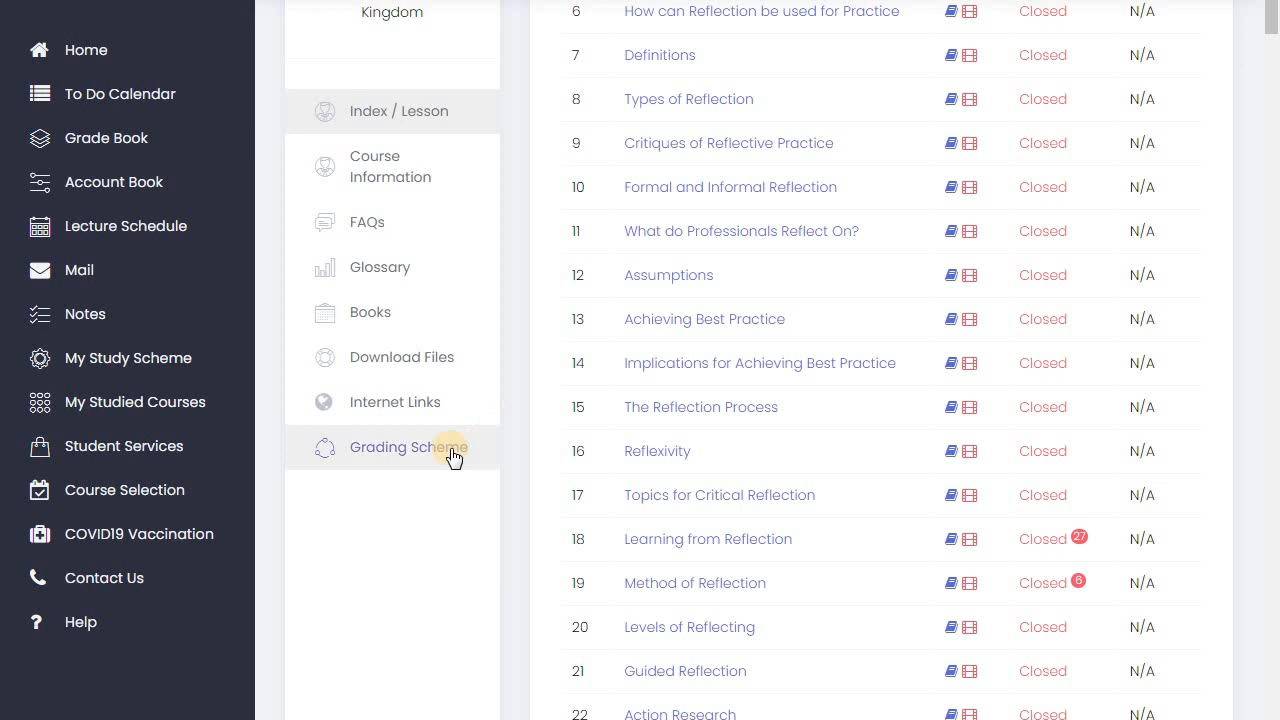 Home
To Do Calendar
Grade Book
Account Book
Lecture Schedule
Mail
Notes
My Study Scheme
My Studied Courses
Student Services
Course Selection
COVID19 Vaccination
Contact Us
Help
Kingdom
Index / Lesson
Course
Information
FAQs
Glossary
Books
Download Files
Internet Links
Grading Scheme
6 How can Reflection be used for Practice Closed N/A
7 Definitions Closed N/A
8 Types of Reflection Closed N/A
9 Critiques of Reflective Practice Closed N/A
10 Formal and Informal Reflection Closed N/A
11 What do Professionals Reflect On? Closed N/A
12 Assumptions Closed N/A
13 Achieving Best Practice Closed N/A
14 Implications for Achieving Best Practice Closed N/A
15 The Reflection Process Closed N/A
16 Reflexivity Closed N/A
17 Topics for Critical Reflection Closed N/A
18 Learning from Reflection Closed 27 N/A
19 Method of Reflection Closed 6 N/A
20 Levels of Reflecting Closed N/A
21 Guided Reflection Closed N/A
22 Action Research Closed N/A